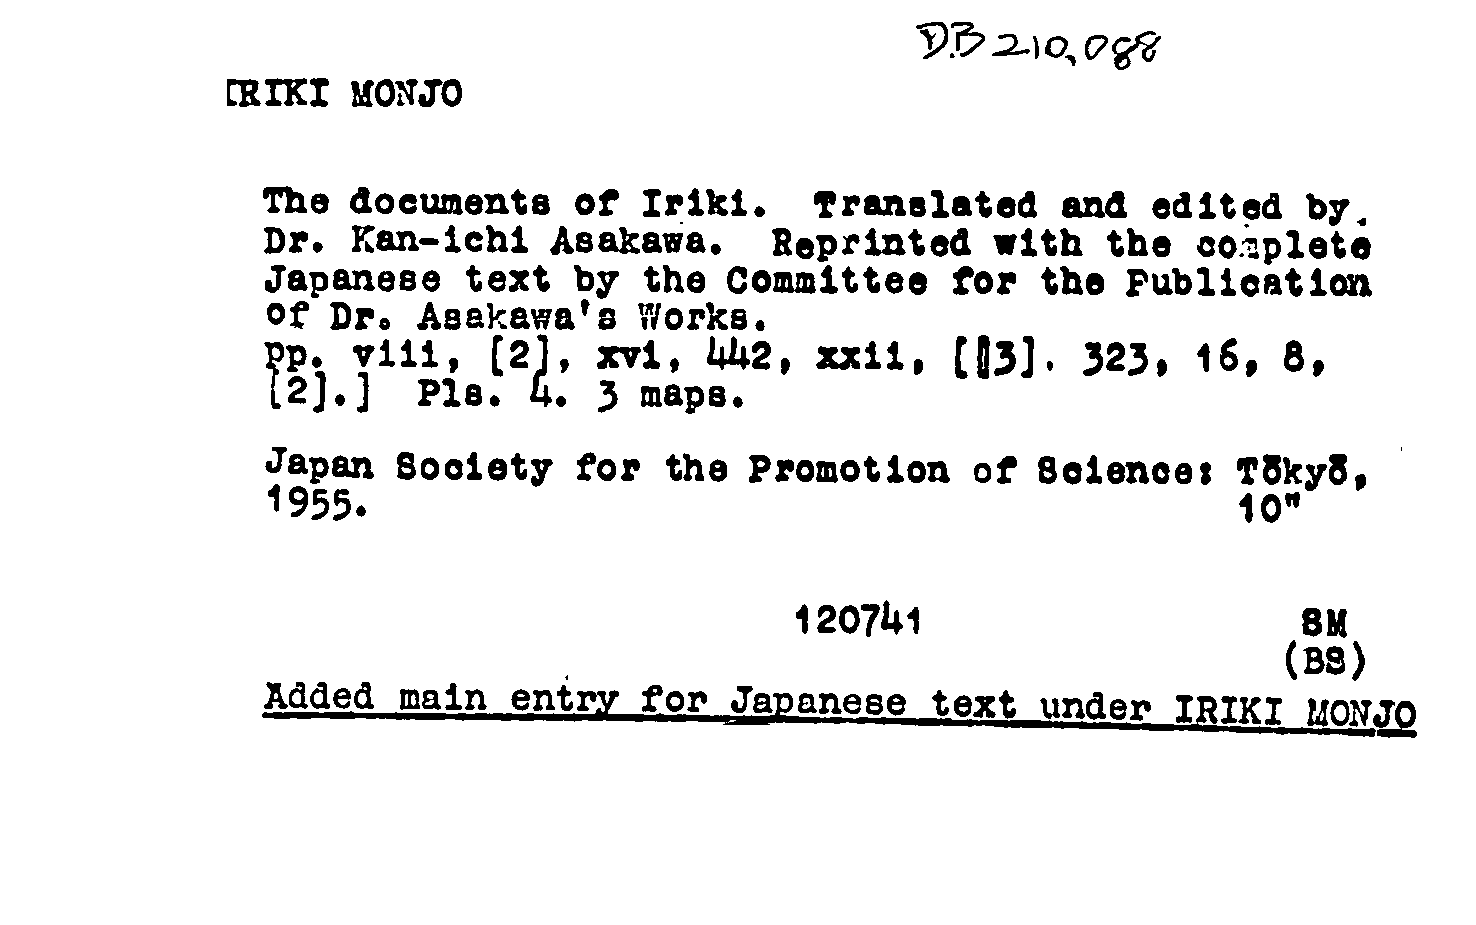 DB 210.088
IRIKI MONJO
The documents of Iriki. Translated and edited by.
Dr. Kan-ichi Asakawa. Reprinted with the complete
Japanese text by the Committee for the Publication
of Dr. Asakawa's Works.
pp. viii, [2], xvi, 442, xxii, [3]. 323, 16, 8,
[2].] Pls. 4. 3 maps.
Japan Society for the Promotion of Science: Tōkyō,
1955. 10"
120741 SM
(BS)
Added main entry for Japanese text under IRIKI MONJO